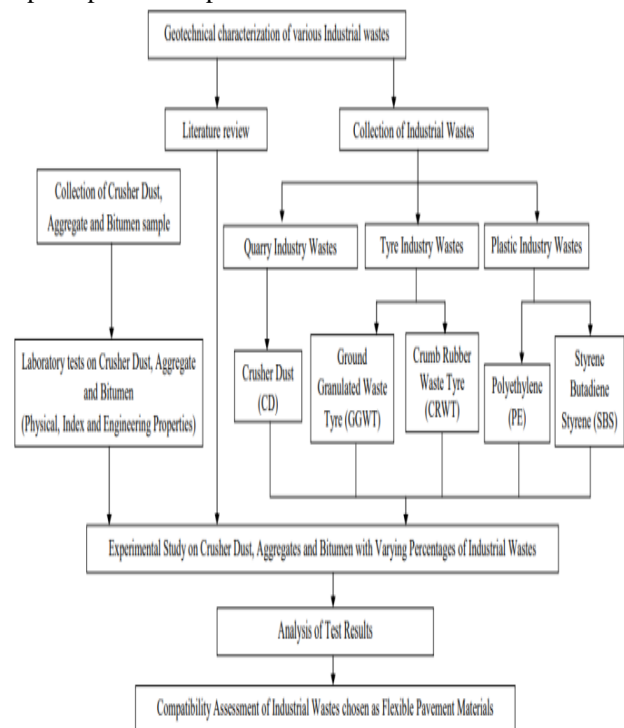 Geotechnical characterization of various Industrial wastes
Literature review
Collection of Industrial Wastes
Collection of Crusher Dust,
Aggregate and Bitumen sample
Quarry Industry Wastes
Tyre Industry Wastes
Plastic Industry Wastes
Laboratory tests on Crusher Dust, Aggregate
and Bitumen
(Physical, Index and Engineering Properties)
Crusher Dust
(CD)
Ground
Granulated Waste
Tyre (GGWT)
Crumb Rubber
Waste Tyre
(CRWT)
Polyethylene
(PE)
Styrene
Butadiene
Styrene (SBS)
Experimental Study on Crusher Dust, Aggregates and Bitumen with Varying Percentages of Industrial Wastes
Analysis of Test Results
Compatibility Assessment of Industrial Wastes chosen as Flexible Pavement Materials